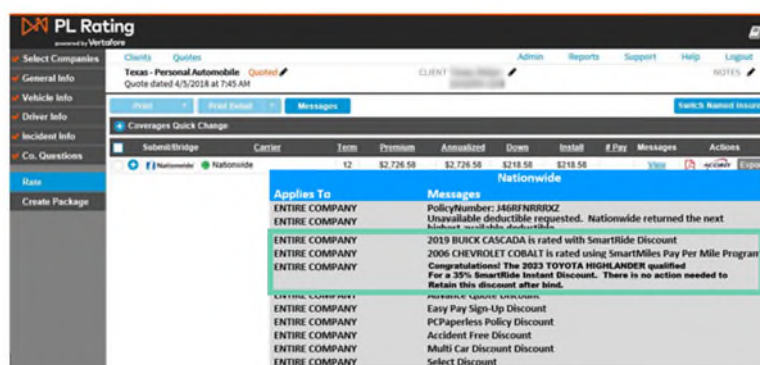 PL Rating
powered by Vertafore
Select Companies
General Info
Vehicle Info
Driver Info
Incident Info
Co. Questions
Rate
Create Package
Clients Quotes Admin Reports Support Help Logout
Texas - Personal Automobile Quoted CLIENT NOTES
Quote dated 4/5/2018 at 7:45 AM
Print Print Detail Messages Switch Named Insure
Coverages Quick Change
Submit/Bridge Carrier Term Premium Annualized Down Install # Pay Messages Actions
Nationwide Nationwide 12 $2,726.58 $2,726.58 $218.58 $218.58 View ACORD Expo
Nationwide
Applies To Messages
ENTIRE COMPANY PolicyNumber: J46RFNRRRXZ
ENTIRE COMPANY Unavailable deductible requested. Nationwide returned the next
highest available deductible
ENTIRE COMPANY 2019 BUICK CASCADA is rated with SmartRide Discount
ENTIRE COMPANY 2006 CHEVROLET COBALT is rated using SmartMiles Pay Per Mile Program
ENTIRE COMPANY Congratulations! The 2023 TOYOTA HIGHLANDER qualified
For a 35% SmartRide Instant Discount. There is no action needed to
Retain this discount after bind.
ENTIRE COMPANY Advance Quote Discount
ENTIRE COMPANY Easy Pay Sign-Up Discount
ENTIRE COMPANY PCPaperless Policy Discount
ENTIRE COMPANY Accident Free Discount
ENTIRE COMPANY Multi Car Discount Discount
ENTIRE COMPANY Select Discount